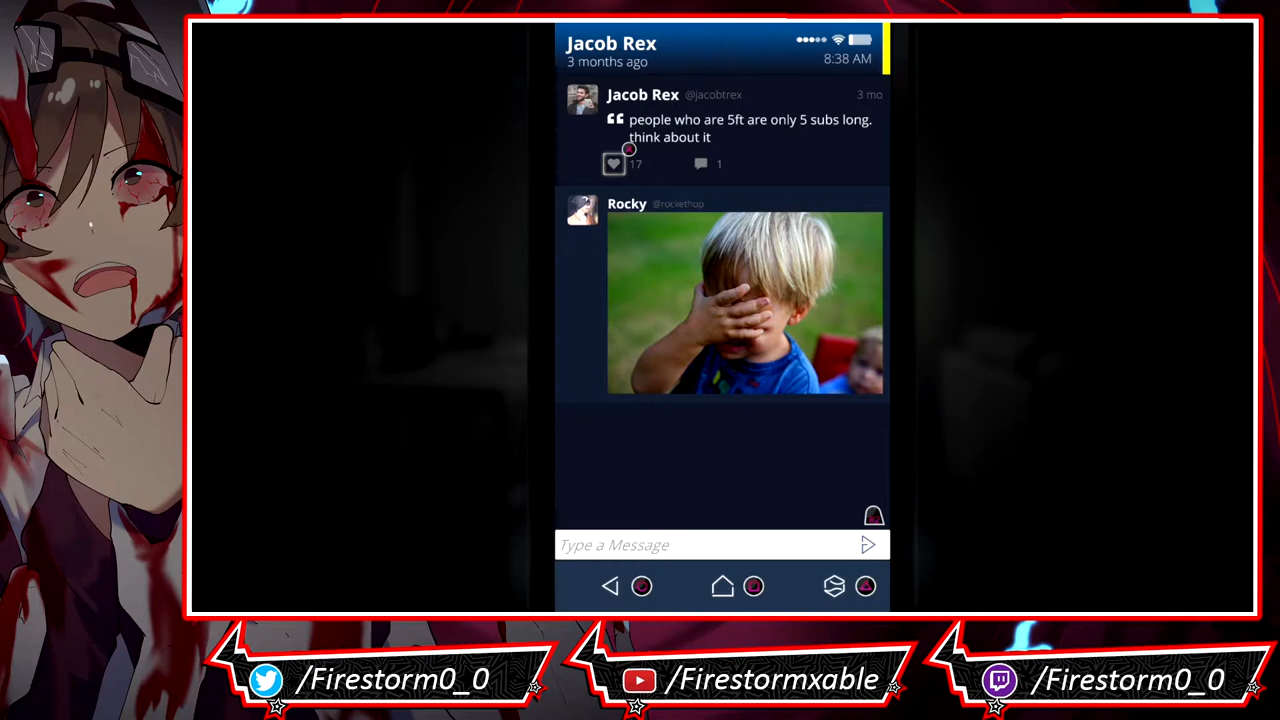 Jacob Rex
3 months ago
8:38 AM
Jacob Rex @jacobtrex 3 mo
people who are 5ft are only 5 subs long.
think about it
17 1
Rocky @rockethop
Type a Message
/Firestorm0_0 /Firestormxable /Firestorm0_0